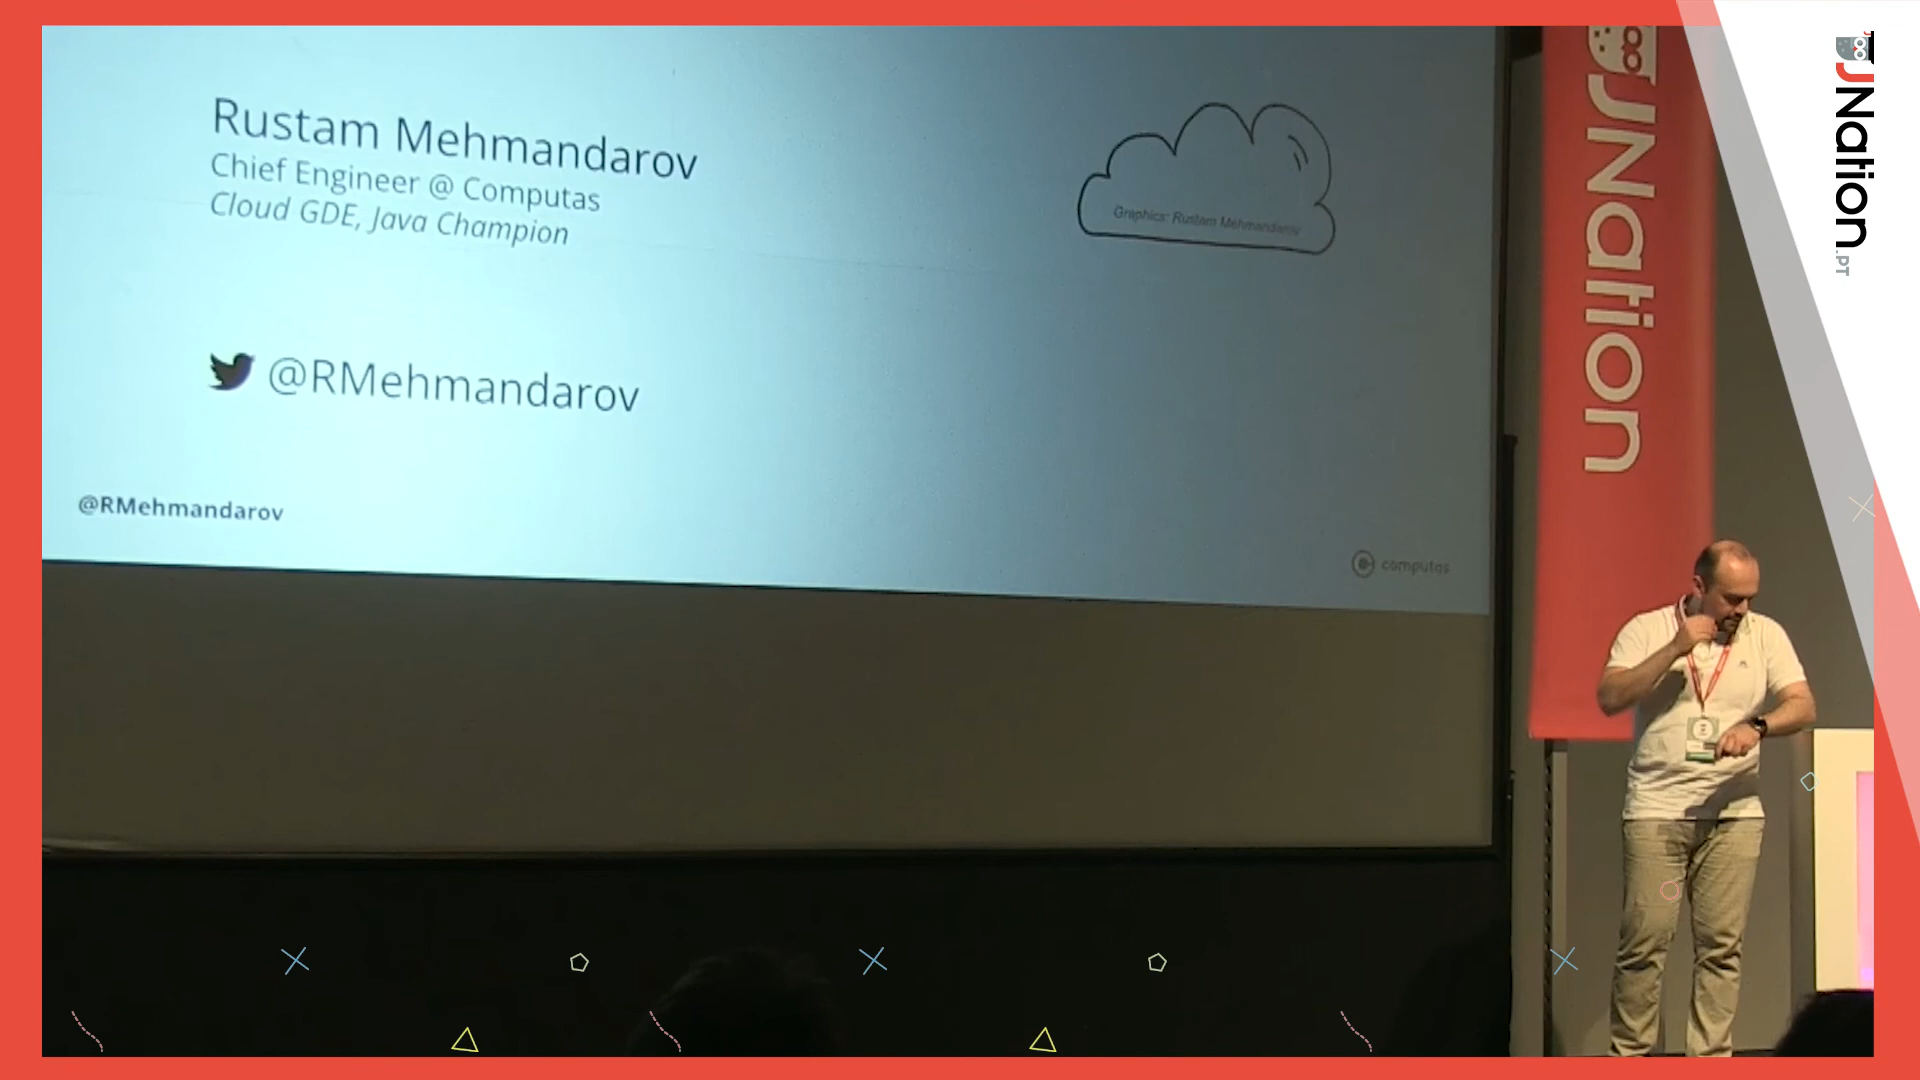 Rustam Mehmandarov
Chief Engineer @ Computas
Cloud GDE, Java Champion
Graphics: Rustam Mehmandarov
@RMehmandarov
@RMehmandarov
computas
JNation
JNation.PT